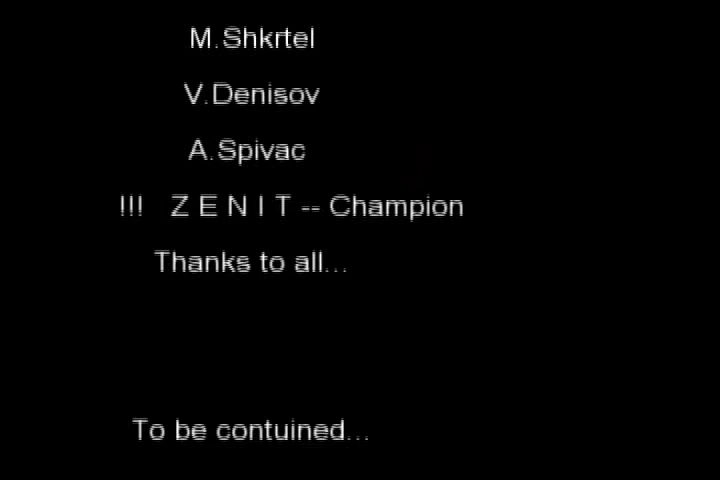 M.Shkrtel
V.Denisov
A.Spivac
!!! Z E N I T -- Champion
Thanks to all...
To be contuined...